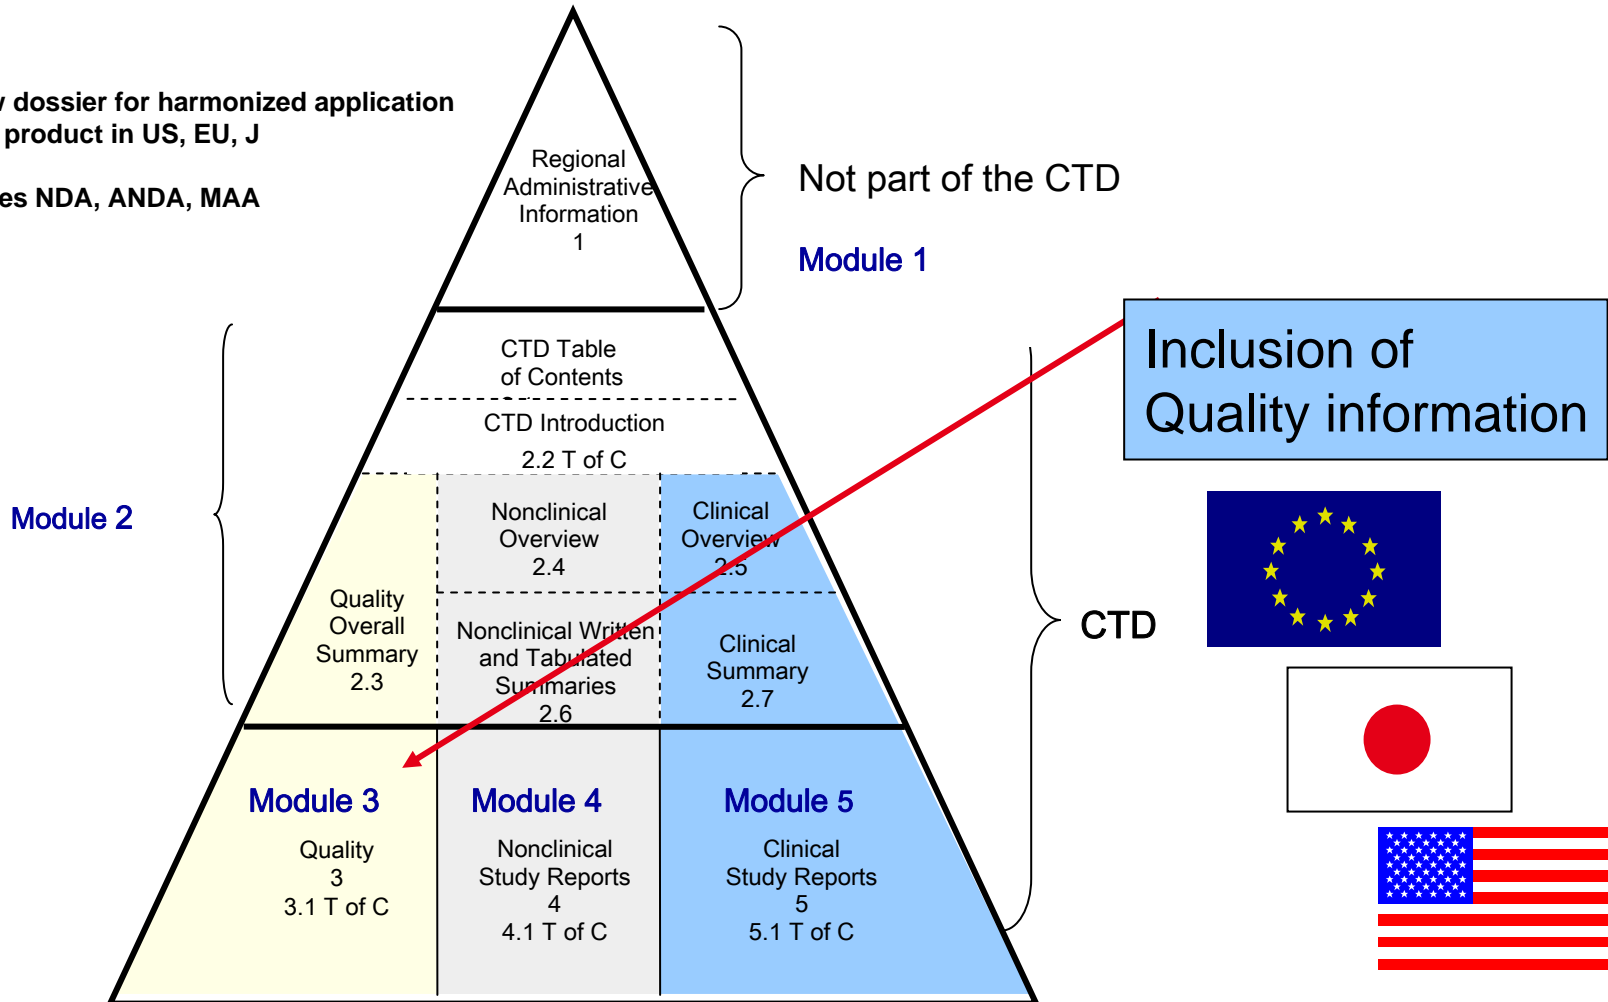 dossier for harmonized application
product in US, EU, J
NDA, ANDA, MAA
Regional
Administrative
Information
1
Not part of the CTD
Module 1
CTD Table
of Contents
CTD Introduction
2.2 T of C
Inclusion of
Quality information
Module 2
Nonclinical
Overview
2.4
Clinical
Overview
2.5
Quality
Overall
Summary
2.3
Nonclinical Written
and Tabulated
Summaries
2.6
Clinical
Summary
2.7
CTD
Module 3
Quality
3
3.1 T of C
Module 4
Nonclinical
Study Reports
4
4.1 T of C
Module 5
Clinical
Study Reports
5
5.1 T of C